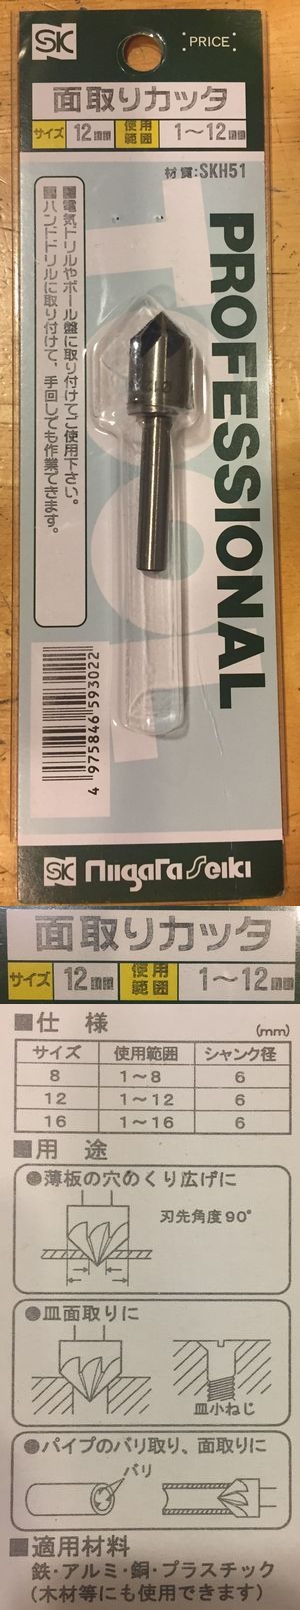 SK
PRICE
面取りカッタ
サイズ 12mm 使用範囲 1〜12mm
材質:SKH51
PROFESSIONAL
TOOL
■電気ドリルやボール盤に取り付けてご使用下さい。
■ハンドドリルに取り付けて、手回しでも作業できます。
4 975846 593022
SK Niigata Seiki
面取りカッタ
サイズ 12mm 使用範囲 1〜12mm
■仕 様
(mm)
サイズ 使用範囲 シャンク径
8 1〜8 6
12 1〜12 6
16 1〜16 6
■用 途
●薄板の穴のくり広げに
刃先角度90°
●皿面取りに
皿小ねじ
●パイプのバリ取り、面取りに
バリ
■適用材料
鉄・アルミ・銅・プラスチック
(木材等にも使用できます)